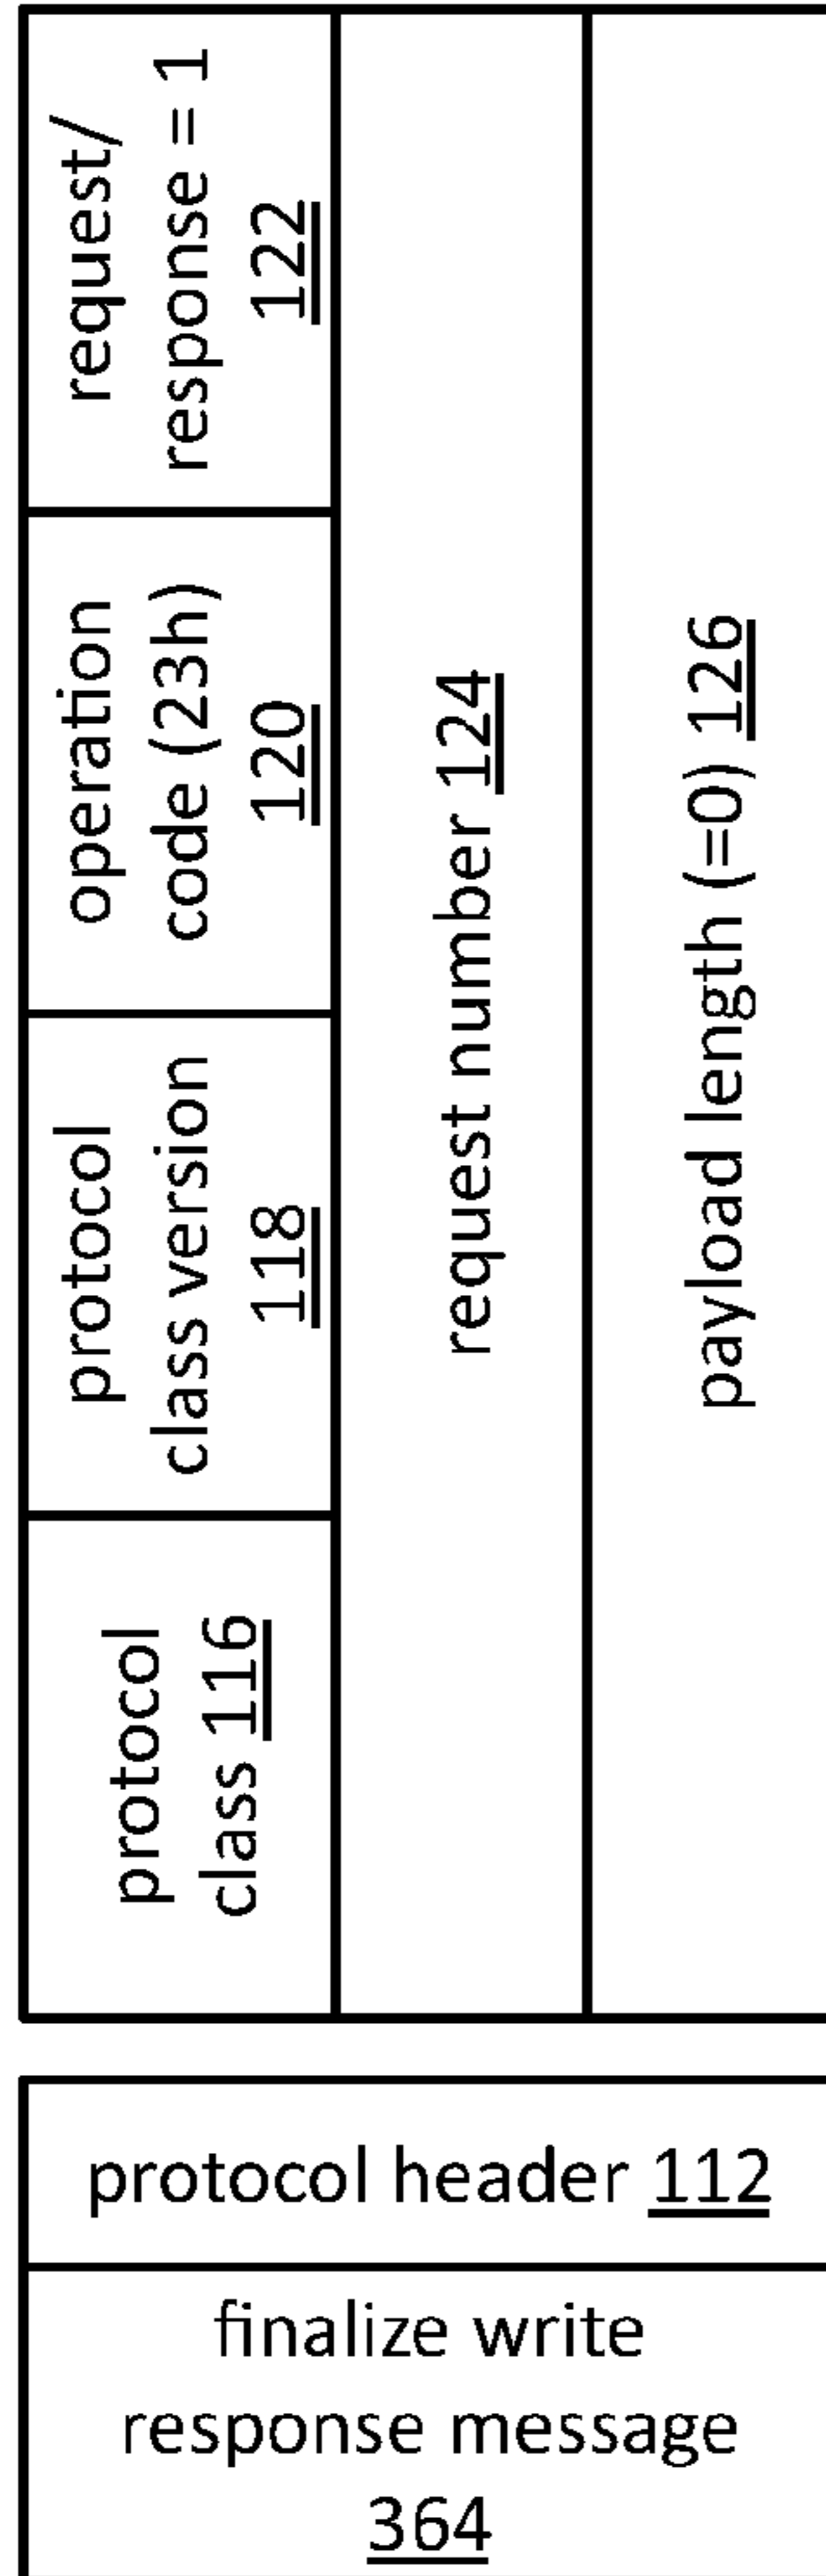 protocol
class 116
protocol
class version
118
operation
code (23h)
120
request/
response = 1
122
request number 124
payload length (=0) 126
protocol header 112
finalize write
response message
364